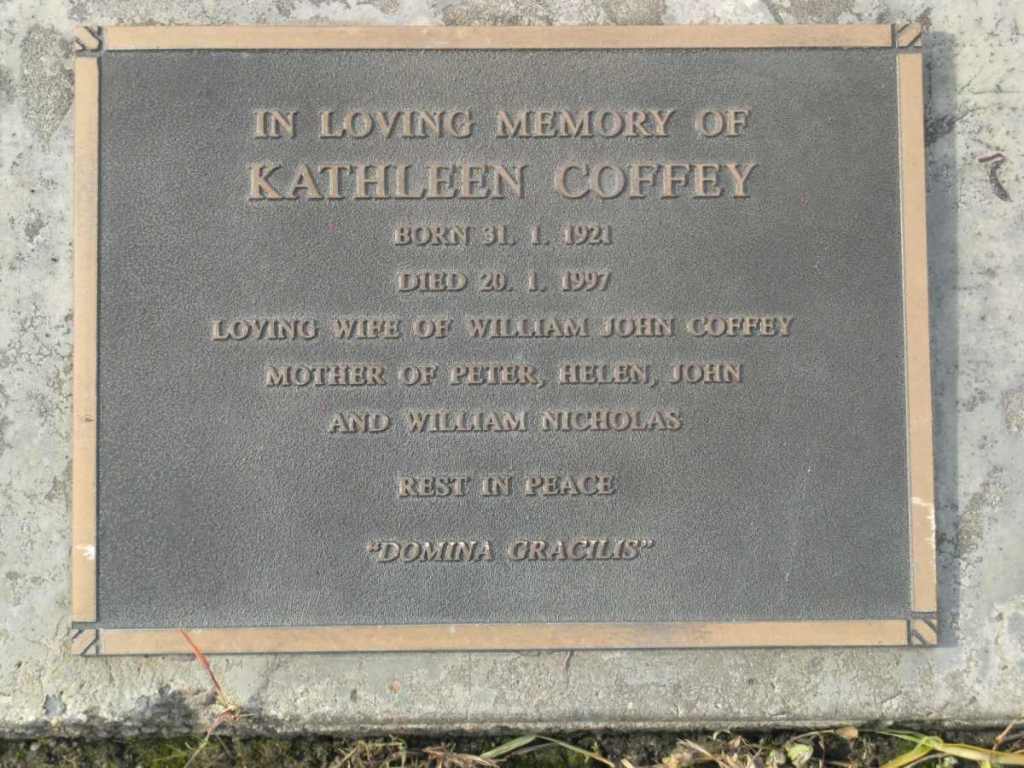 IN LOVING MEMORY OF
KATHLEEN COFFEY
BORN 31. 1. 1921
DIED 20. 1. 1997
LOVING WIFE OF WILLIAM JOHN COFFEY
MOTHER OF PETER, HELEN, JOHN
AND WILLIAM NICHOLAS
REST IN PEACE
"DOMINA GRACILIS"